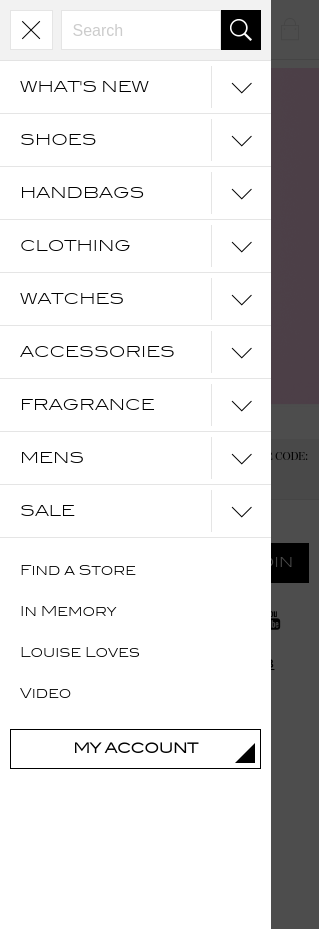 Search
WHAT'S NEW
SHOES
HANDBAGS
CLOTHING
WATCHES
ACCESSORIES
FRAGRANCE
MENS
CODE:
SALE
FIND A STORE
IN MEMORY
LOUISE LOVES
VIDEO
MY ACCOUNT